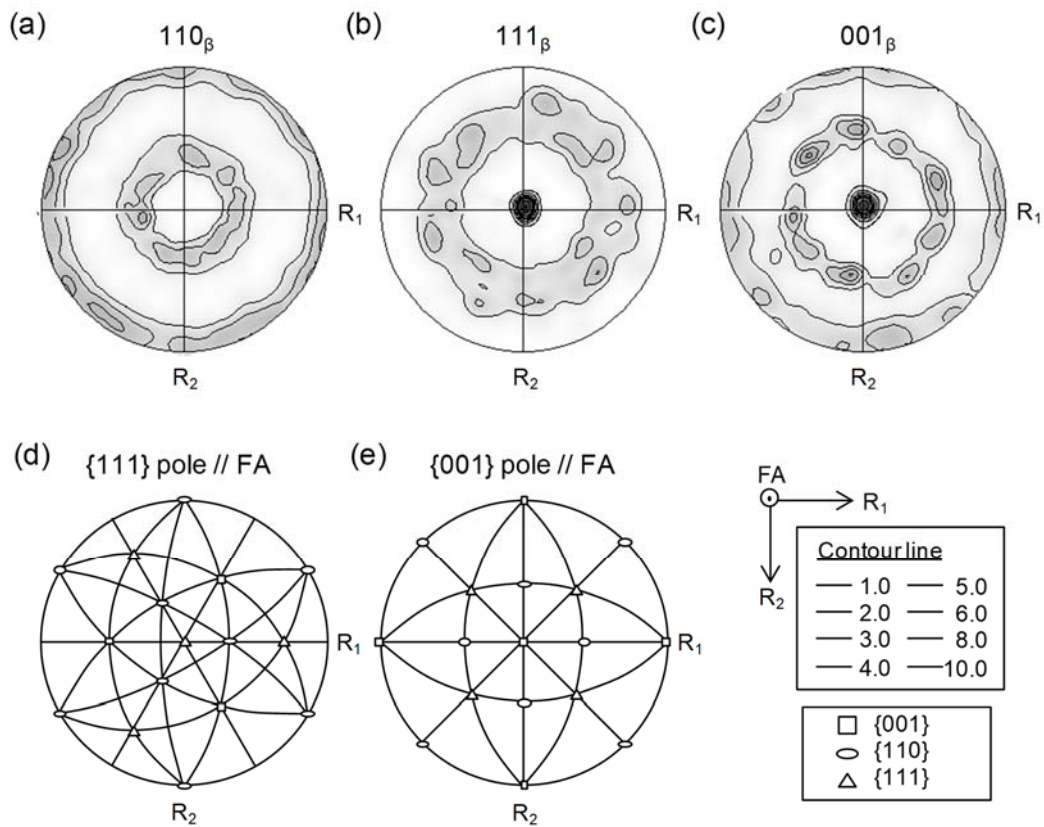 (a)
110β
R1
R2
(b)
111β
R1
R2
(c)
001β
R1
R2
(d)
{111} pole // FA
R1
R2
(e)
{001} pole // FA
R1
R2
FA
R1
R2
Contour line
1.0 5.0
2.0 6.0
3.0 8.0
4.0 10.0
{001}
{110}
{111}